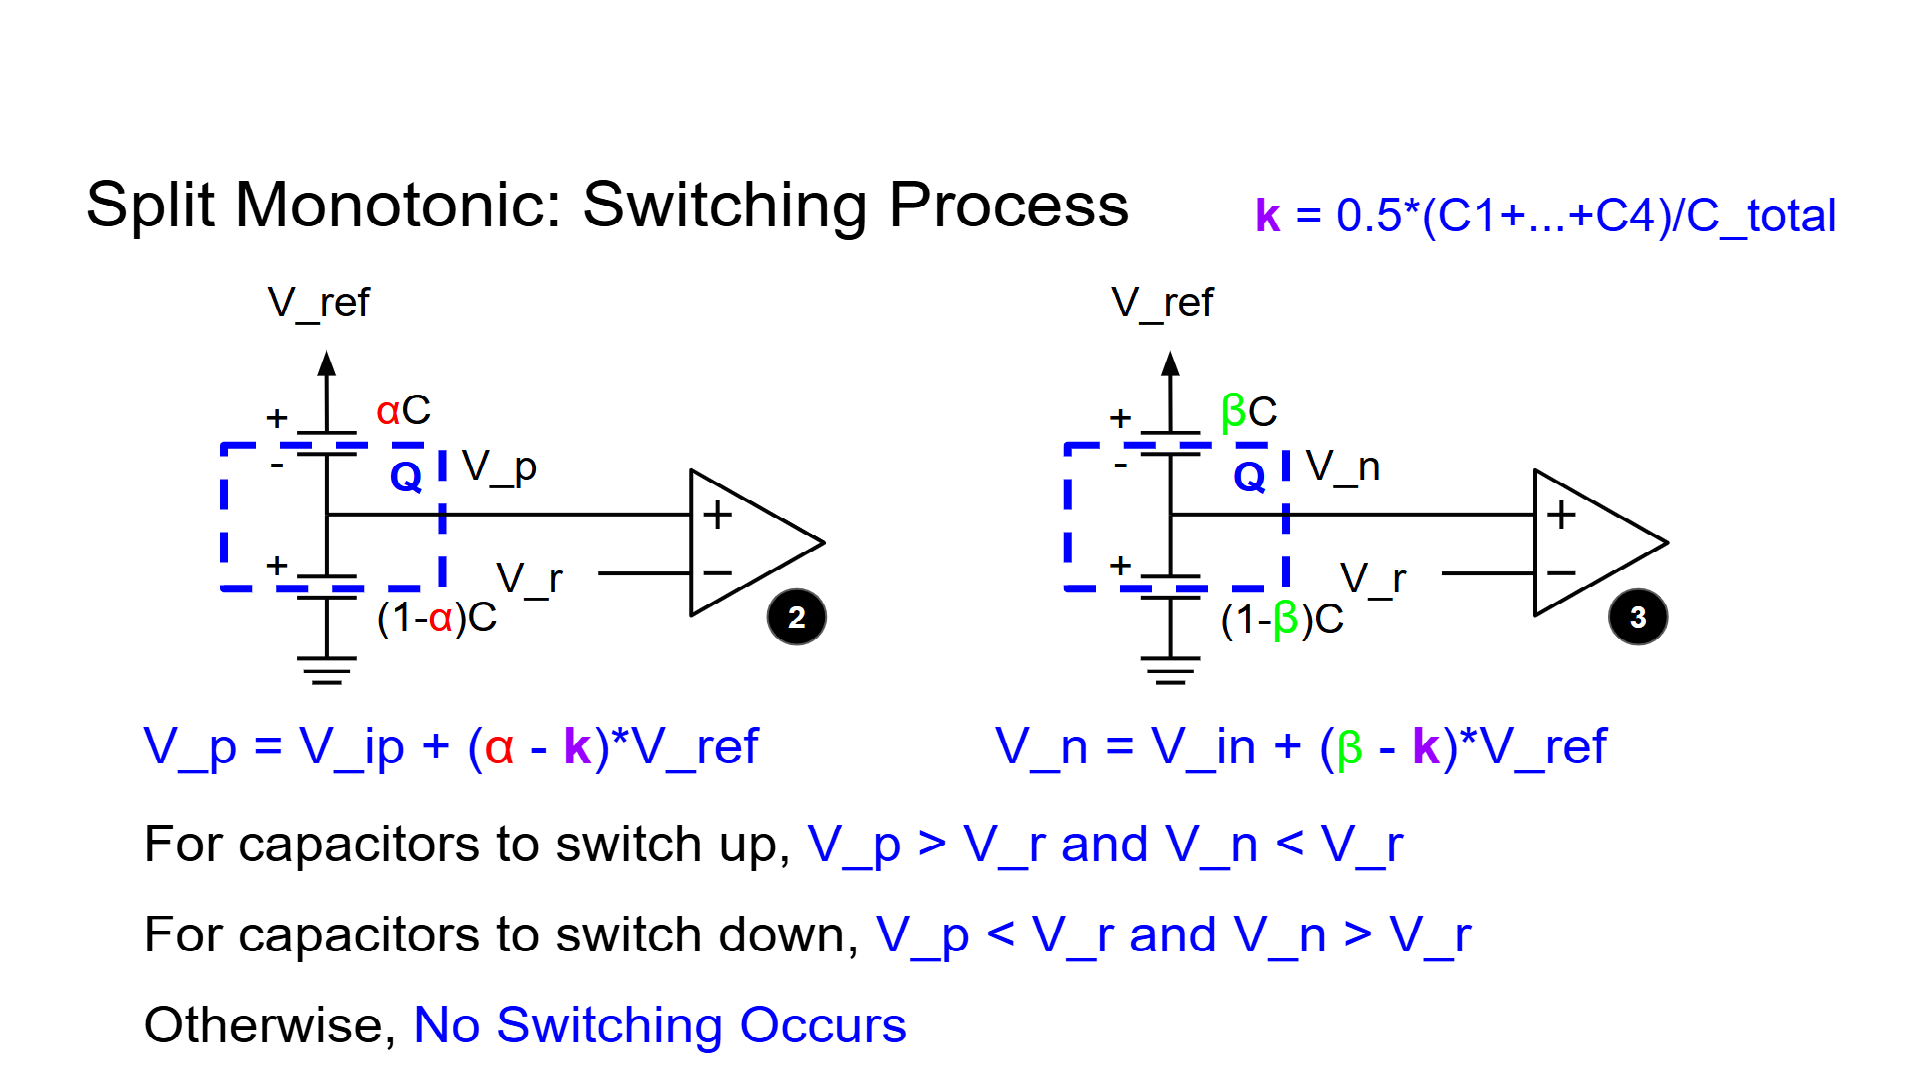 Split Monotonic: Switching Process
k = 0.5*(C1+...+C4)/C_total
V_ref
+
αC
-
Q
V_p
+
+
V_r
−
(1-α)C
2
V_ref
+
βC
-
Q
V_n
+
+
V_r
−
(1-β)C
3
V_p = V_ip + (α - k)*V_ref
V_n = V_in + (β - k)*V_ref
For capacitors to switch up, V_p > V_r and V_n < V_r
For capacitors to switch down, V_p < V_r and V_n > V_r
Otherwise, No Switching Occurs